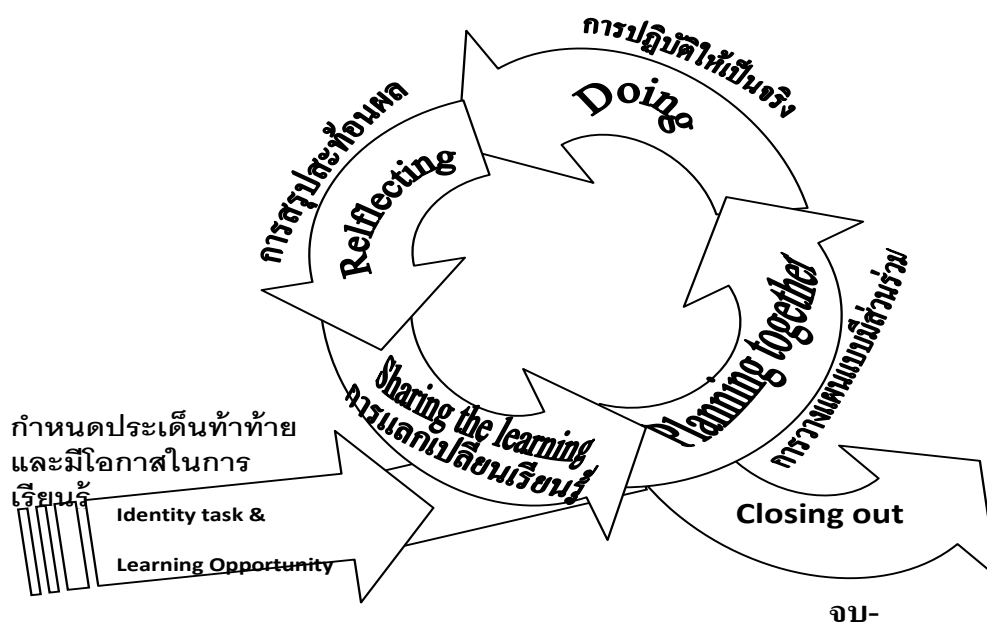 การปฏิบัติให้เป็นจริง
Doing
การสรุปสะท้อนผล
Relflecting
Planning together
การวางแผนแบบมีส่วนร่วม
Sharing the learning
การแลกเปลี่ยนเรียนรู้
กำหนดประเด็นท้าท้าย
และมีโอกาสในการ
เรียนรู้
Identity task &
Learning Opportunity
Closing out
จบ-